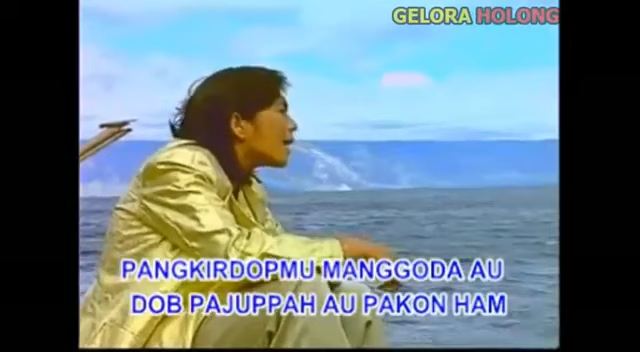 GELORA HOLONG
PANGKIRDOPMU MANGGODA AU
DOB PAJUPPAH AU PAKON HAM